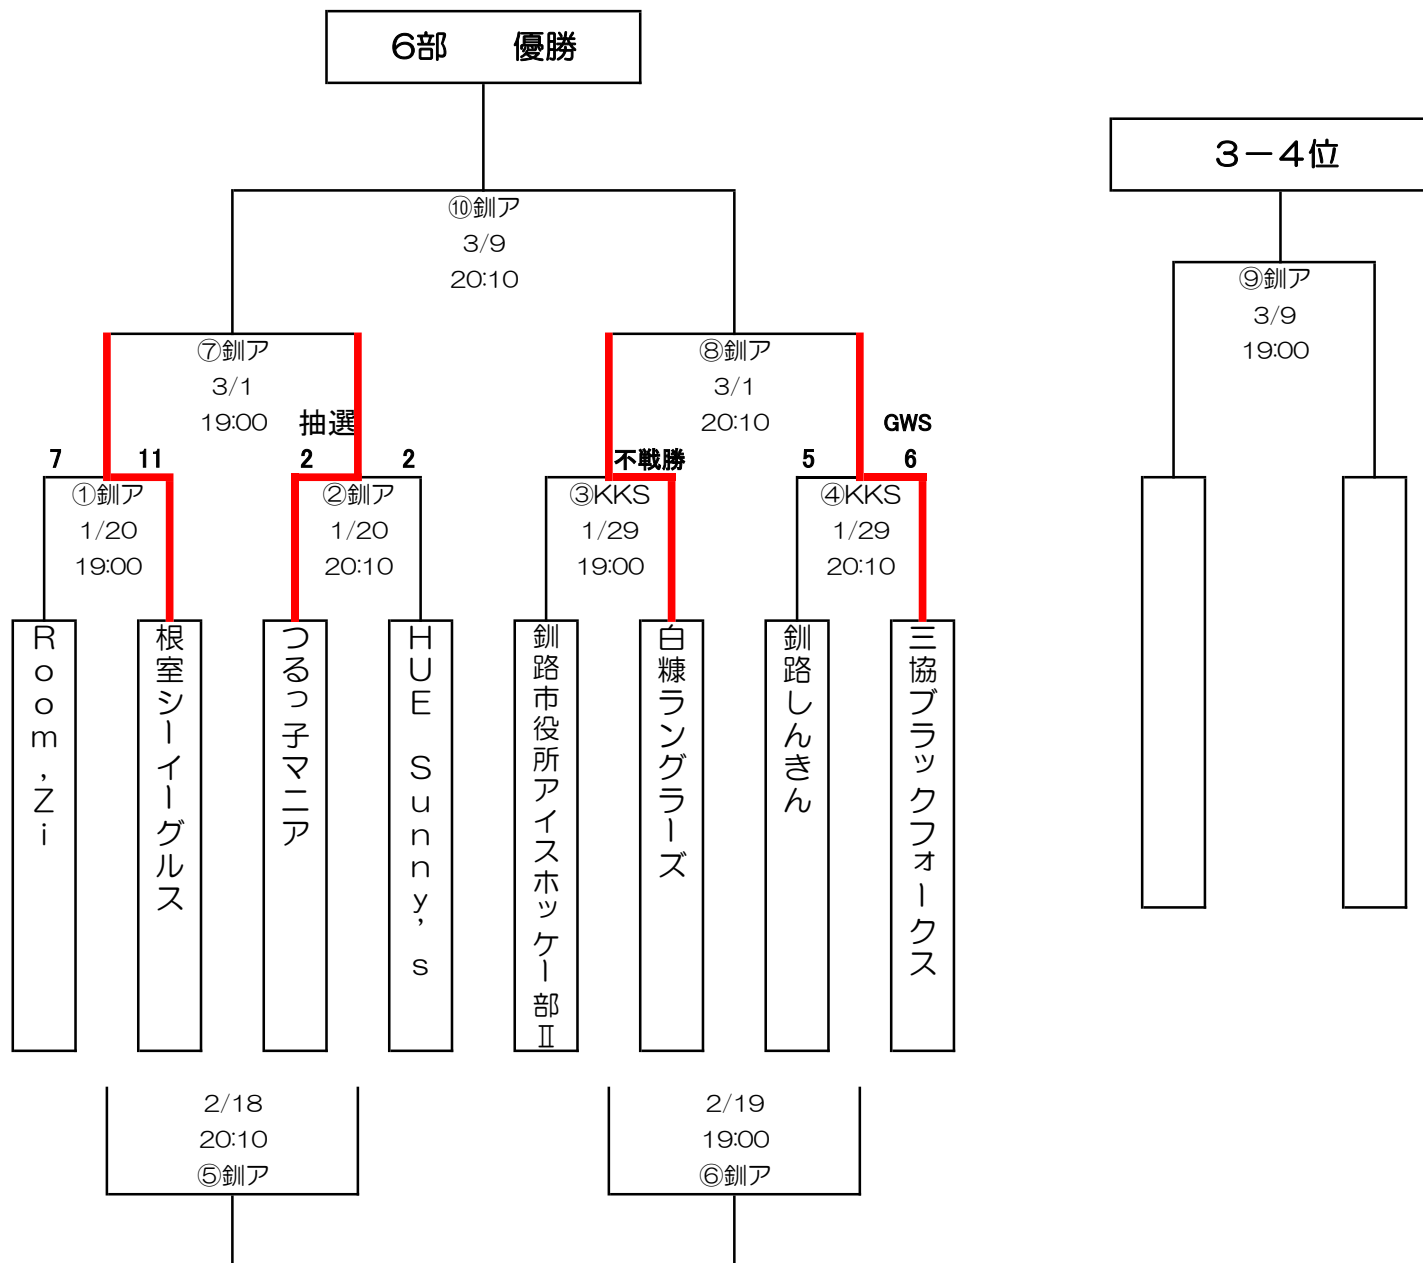 6部　優勝
3－4位
⑩釧ア
3/9
20:10
⑨釧ア
3/9
19:00
⑦釧ア
3/1
19:00
抽選
⑧釧ア
3/1
20:10
GWS
7
11
2
2
不戦勝
5
6
①釧ア
1/20
19:00
②釧ア
1/20
20:10
③KKS
1/29
19:00
④KKS
1/29
20:10
Room,Zi
根室シーイーグルス
つるっ子マニア
HUE Sunny's
釧路市役所アイスホッケー部Ⅱ
白糠ラングラーズ
釧路しんきん
三協ブラックフォークス
2/18
20:10
⑤釧ア
2/19
19:00
⑥釧ア